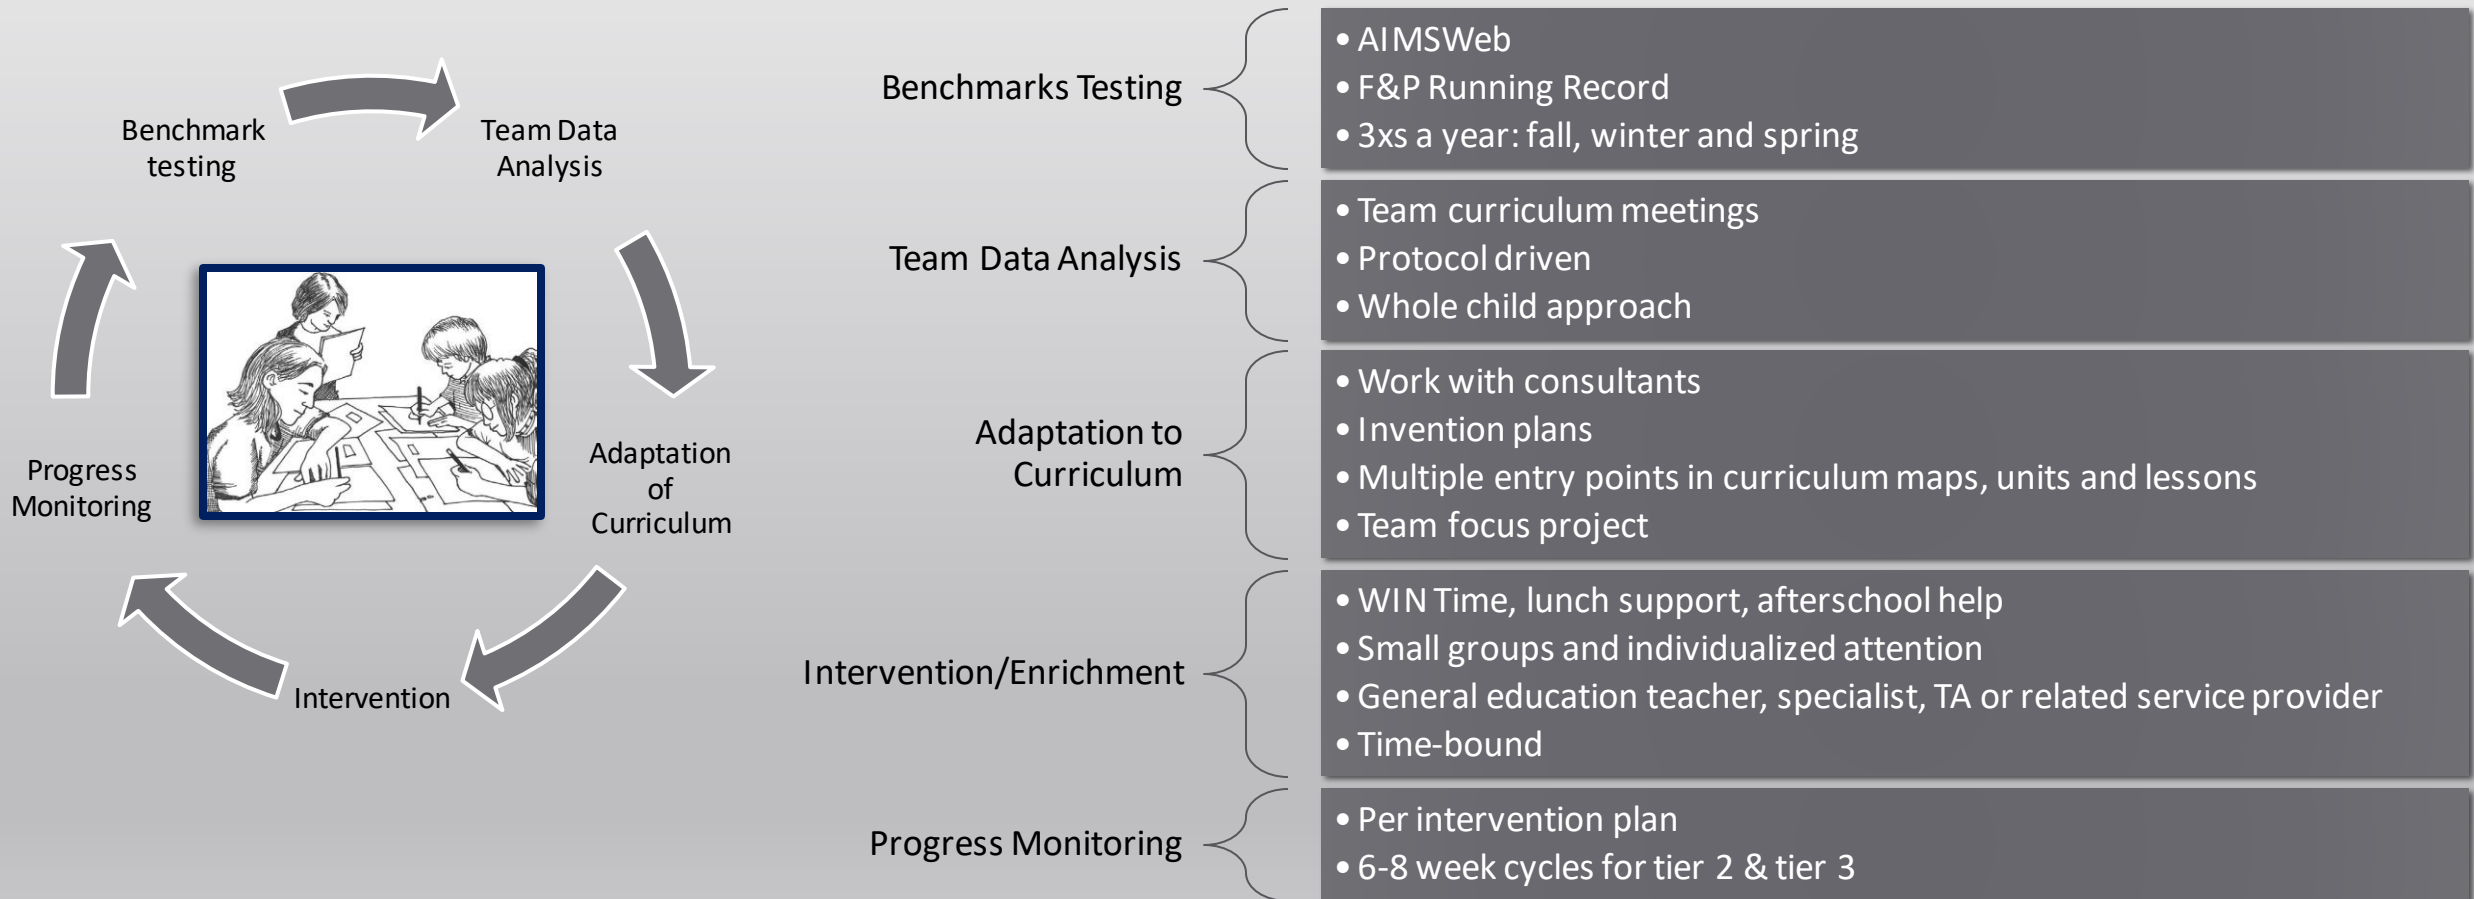 Benchmark
testing
Team Data
Analysis
Adaptation
of
Curriculum
Intervention
Progress
Monitoring
Benchmarks Testing
• AIMSWeb
• F&P Running Record
• 3xs a year: fall, winter and spring
Team Data Analysis
• Team curriculum meetings
• Protocol driven
• Whole child approach
Adaptation to
Curriculum
• Work with consultants
• Invention plans
• Multiple entry points in curriculum maps, units and lessons
• Team focus project
Intervention/Enrichment
• WIN Time, lunch support, afterschool help
• Small groups and individualized attention
• General education teacher, specialist, TA or related service provider
• Time-bound
Progress Monitoring
• Per intervention plan
• 6-8 week cycles for tier 2 & tier 3